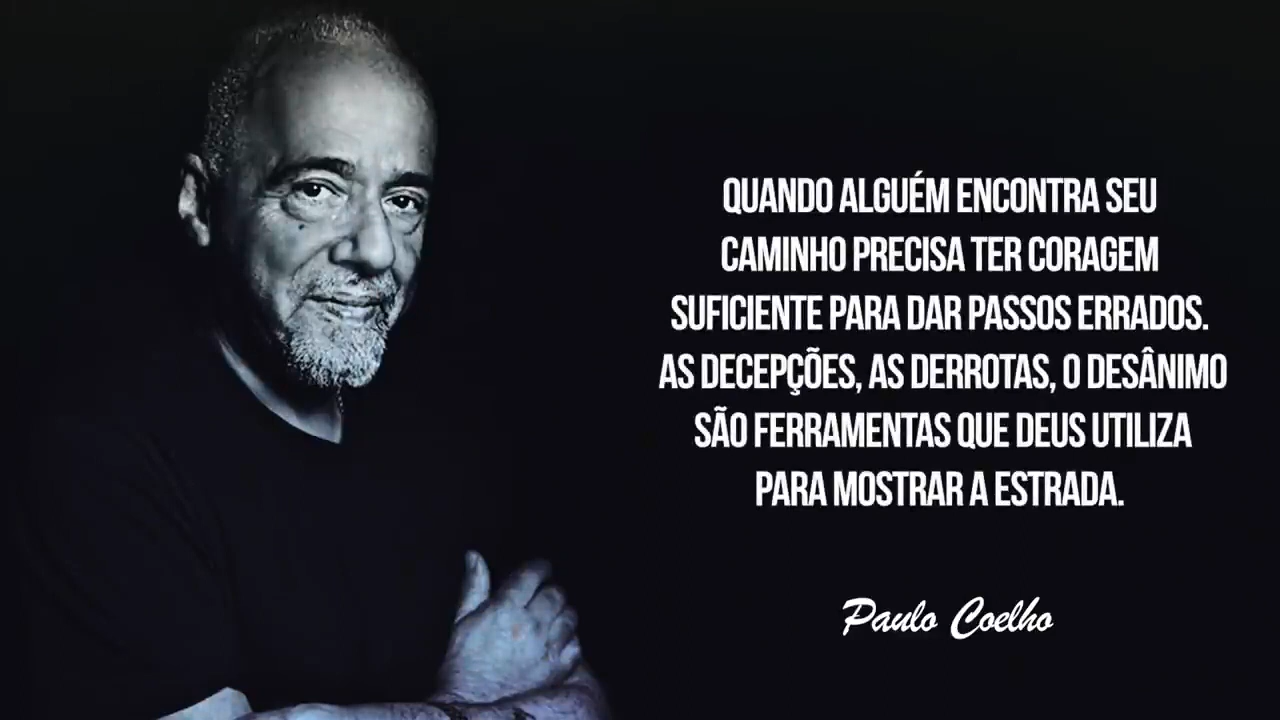 QUANDO ALGUÉM ENCONTRA SEU
CAMINHO PRECISA TER CORAGEM
SUFICIENTE PARA DAR PASSOS ERRADOS.
AS DECEPÇÕES, AS DERROTAS, O DESÂNIMO
SÃO FERRAMENTAS QUE DEUS UTILIZA
PARA MOSTRAR A ESTRADA.
Paulo Coelho